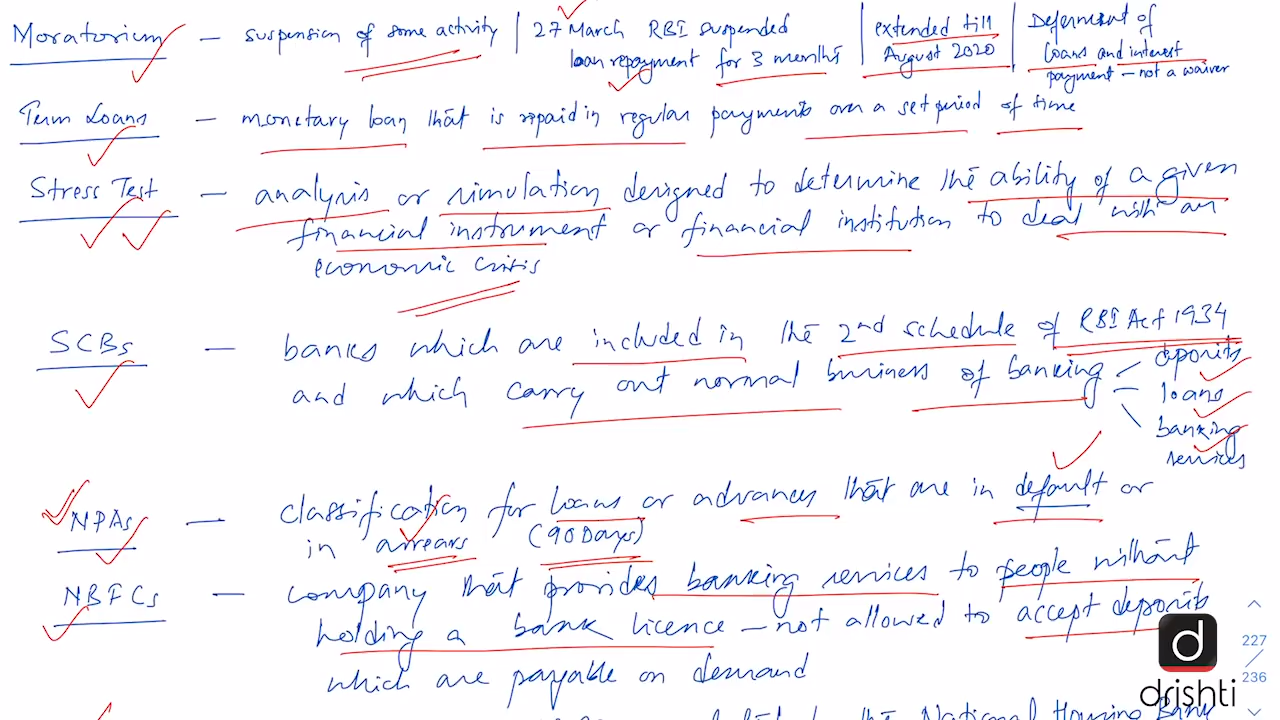 Moratorium – suspension of some activity | 27 March RBI suspended loan repayment for 3 months | extended till August 2020 | Deferment of loans and interest payment – not a waiver
Term Loans – monetary loan that is repaid in regular payments over a set period of time
Stress Test – analysis or simulation designed to determine the ability of a given
financial instrument or financial institution to deal with an
economic crisis
SCBs – banks which are included in the 2nd schedule of RBI Act 1934
and which carry out normal business of banking
deposits
loans
banking
services
NPAs – classification for loans or advances that are in default or
in arrears (90 Days)
NBFCs – company that provides banking services to people without
holding a bank licence – not allowed to accept deposits
which are payable on demand
the National Housing Bank
227
/
236
d
drishti